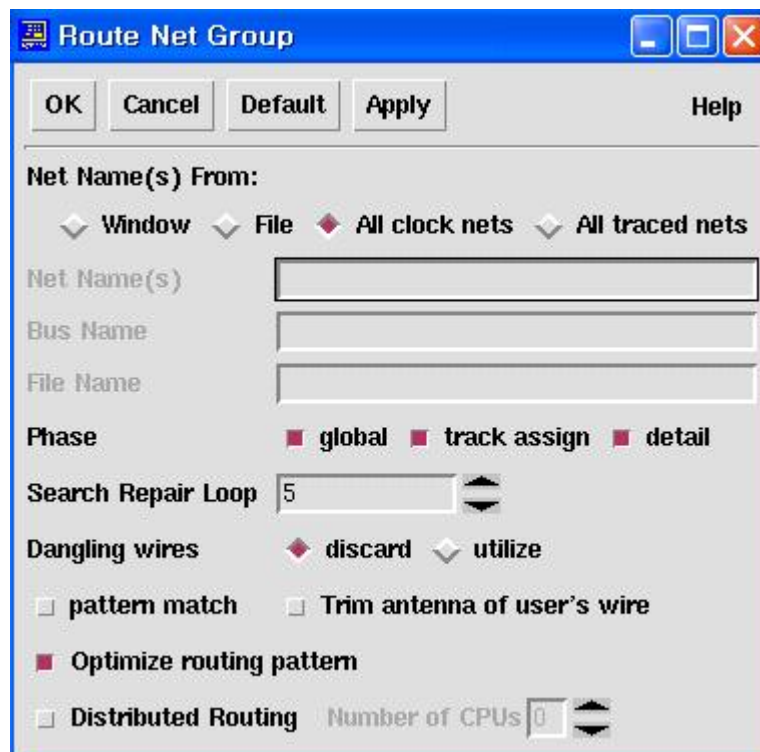 Route Net Group
OK Cancel Default Apply Help
Net Name(s) From:
Window File All clock nets All traced nets
Net Name(s)
Bus Name
File Name
Phase global track assign detail
Search Repair Loop 5
Dangling wires discard utilize
pattern match Trim antenna of user's wire
Optimize routing pattern
Distributed Routing Number of CPUs 0